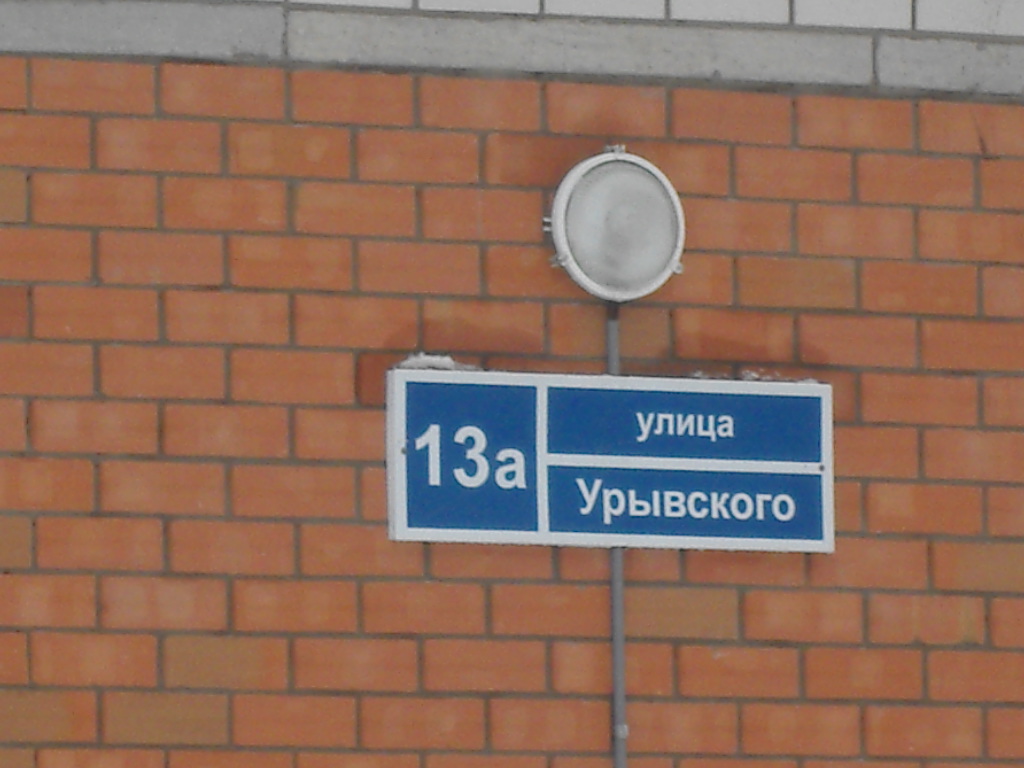 13а
улица
Урывского